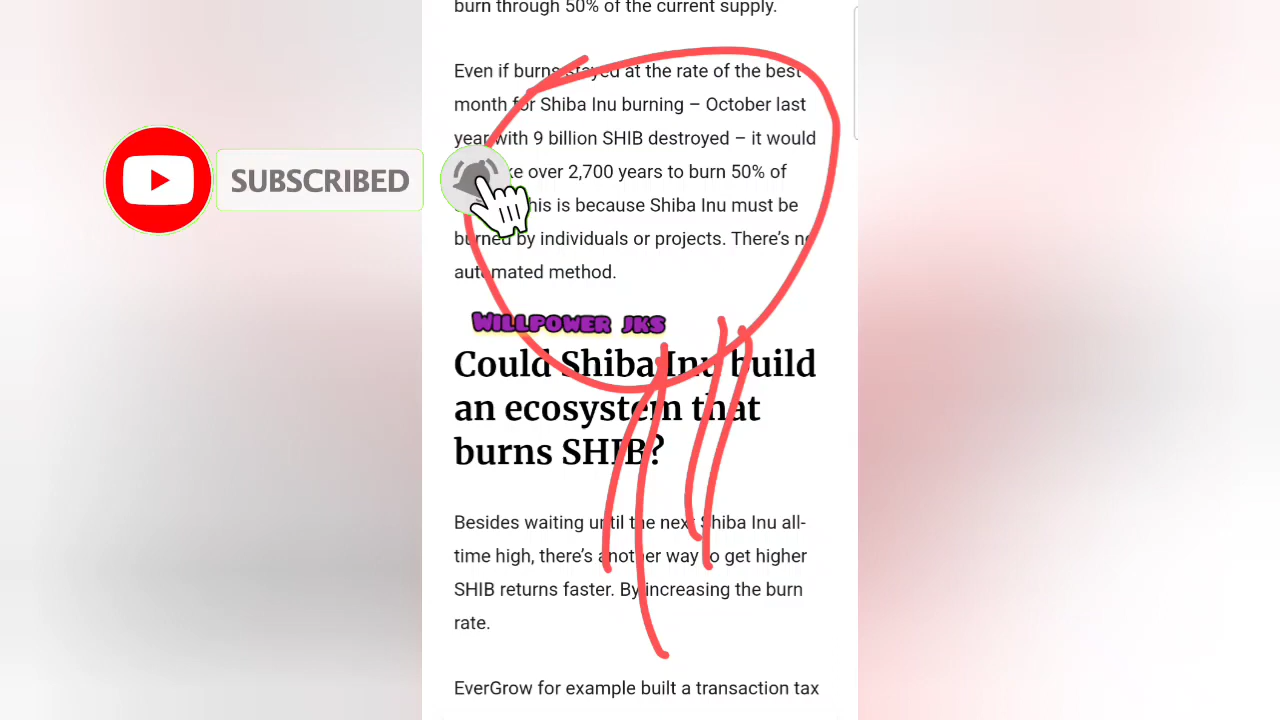 burn through 50% of the current supply.
Even if burns stayed at the rate of the best
month for Shiba Inu burning – October last
year with 9 billion SHIB destroyed – it would
SUBSCRIBED
over 2,700 years to burn 50% of
his is because Shiba Inu must be
burned by individuals or projects. There's no
automated method.
WILLPOWER JKS
Could Shiba Inu build
an ecosystem that
burns SHIB?
Besides waiting until the next Shiba Inu all-
time high, there's another way to get higher
SHIB returns faster. By increasing the burn
rate.
EverGrow for example built a transaction tax